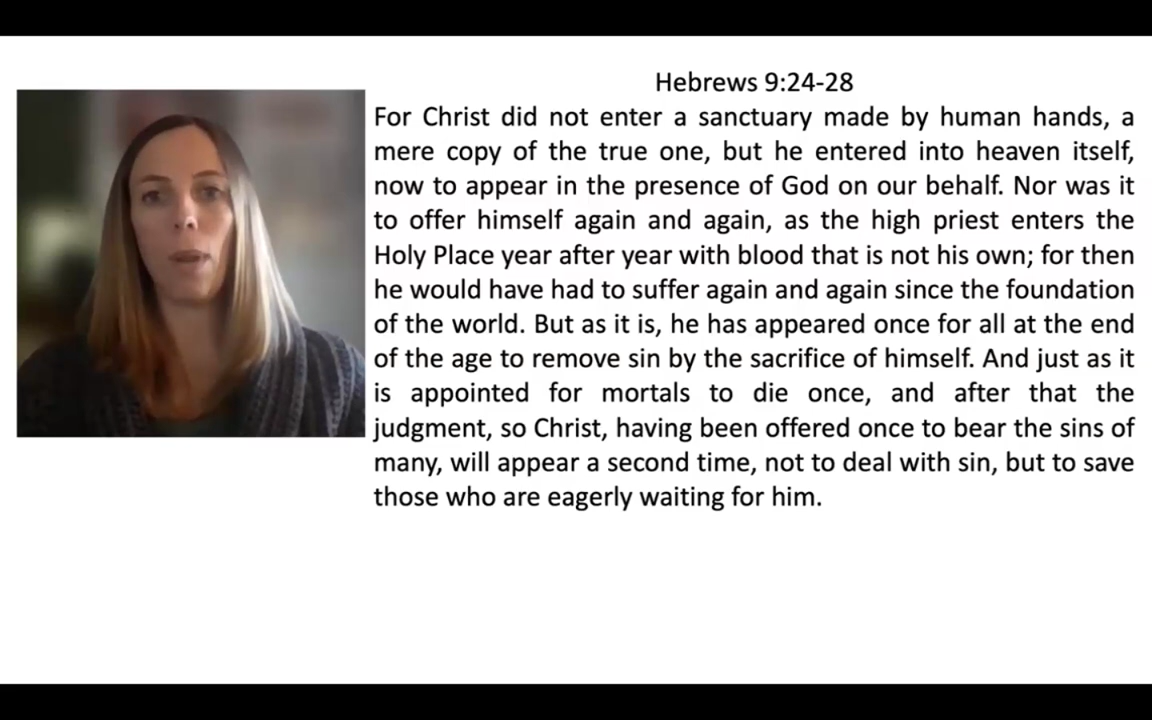 Hebrews 9:24-28
For Christ did not enter a sanctuary made by human hands, a
mere copy of the true one, but he entered into heaven itself,
now to appear in the presence of God on our behalf. Nor was it
to offer himself again and again, as the high priest enters the
Holy Place year after year with blood that is not his own; for then
he would have had to suffer again and again since the foundation
of the world. But as it is, he has appeared once for all at the end
of the age to remove sin by the sacrifice of himself. And just as it
is appointed for mortals to die once, and after that the
judgment, so Christ, having been offered once to bear the sins of
many, will appear a second time, not to deal with sin, but to save
those who are eagerly waiting for him.